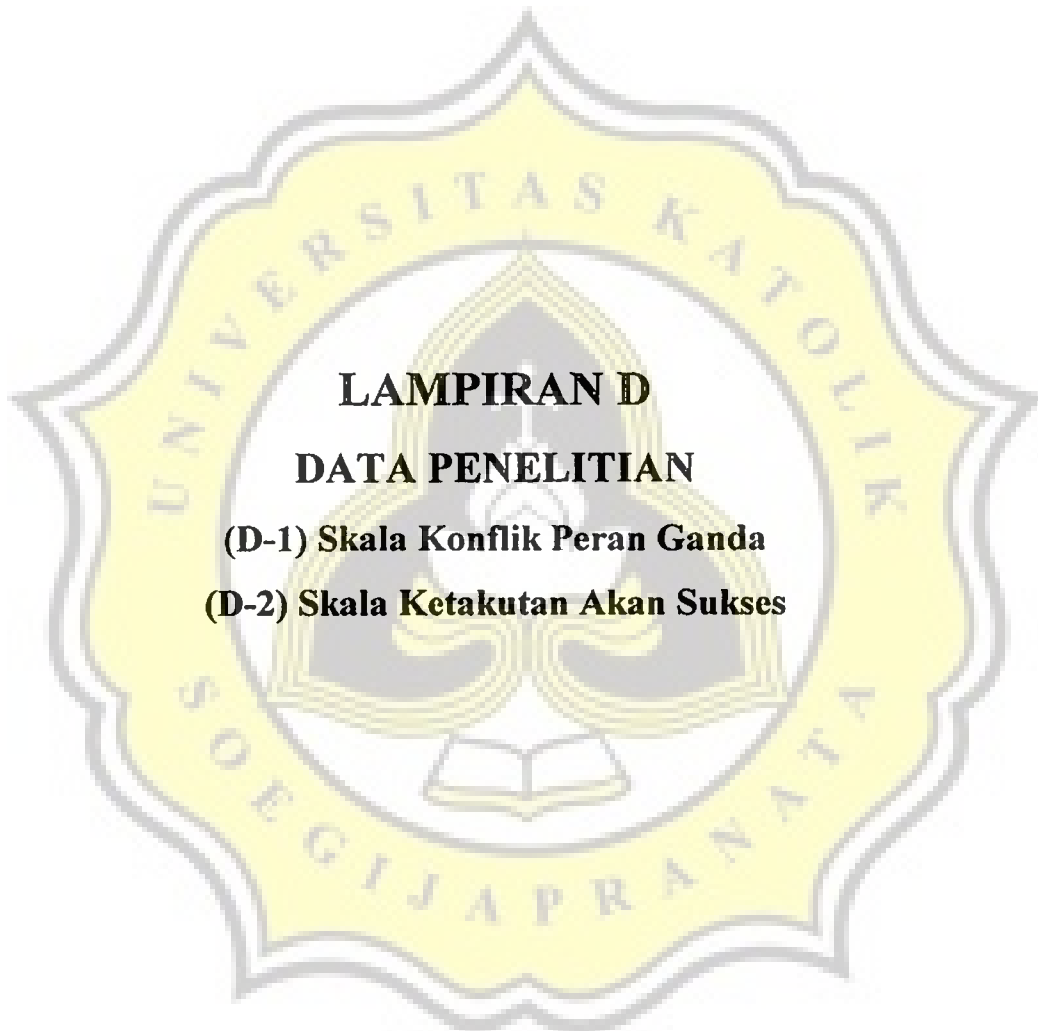 UNIVERSITAS KATOLIK
LAMPIRAN D
DATA PENELITIAN
(D-1) Skala Konflik Peran Ganda
(D-2) Skala Ketakutan Akan Sukses
SOEGIJAPRANATA